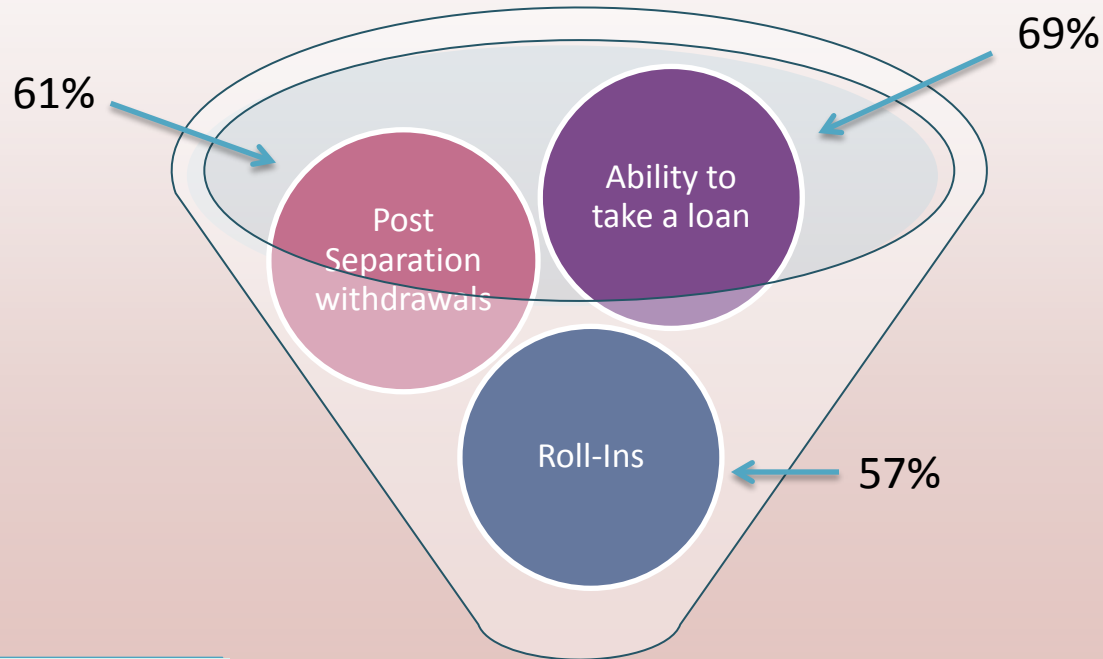 69%
61%
Ability to
take a loan
Post
Separation
withdrawals
Roll-Ins
57%